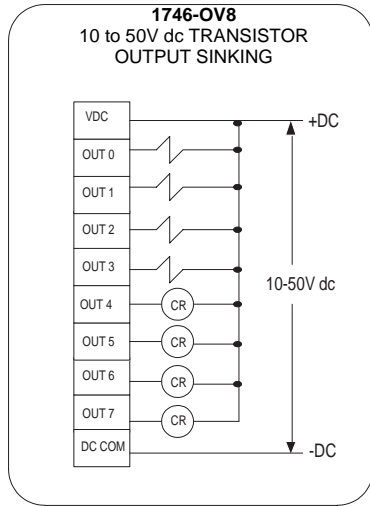 1746-OV8
10 to 50V dc TRANSISTOR
OUTPUT SINKING
VDC
+DC
OUT 0
OUT 1
OUT 2
OUT 3
10-50V dc
OUT 4
CR
OUT 5
CR
OUT 6
CR
OUT 7
CR
DC COM
-DC